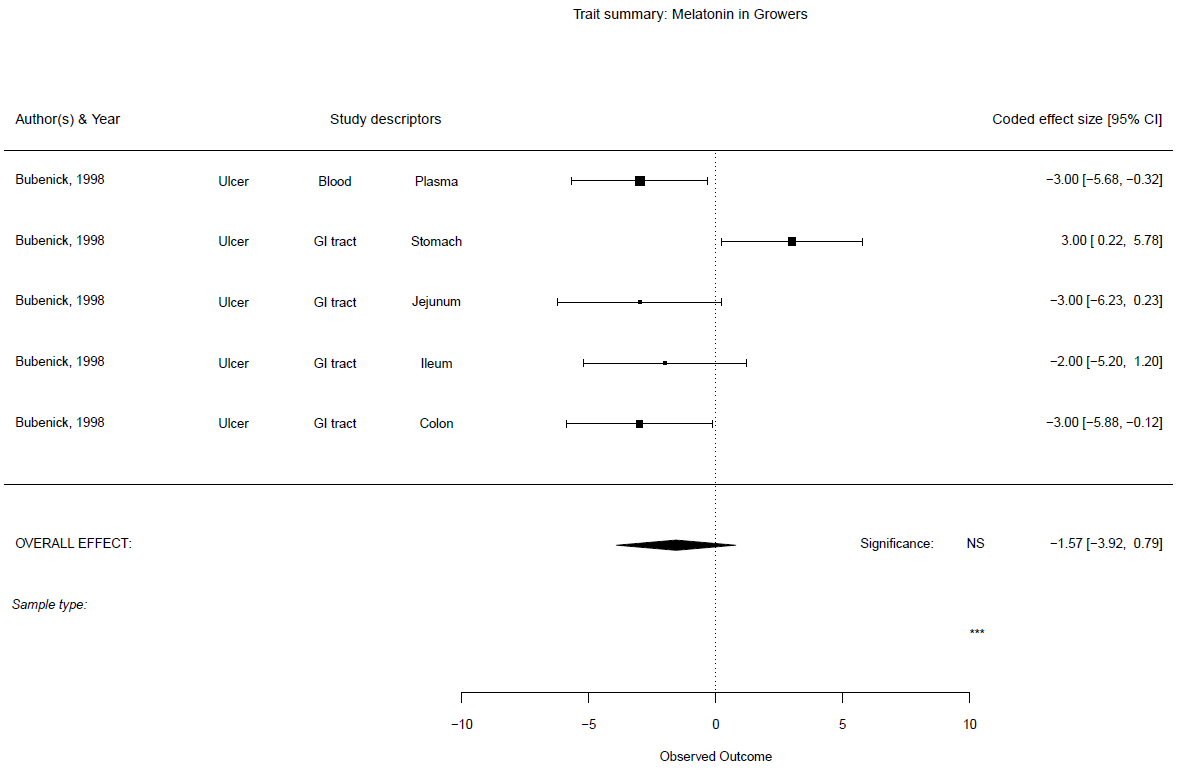 Trait summary: Melatonin in Growers
Author(s) & Year Study descriptors Coded effect size [95% CI]
Bubenick, 1998 Ulcer Blood Plasma −3.00 [−5.68, −0.32]
Bubenick, 1998 Ulcer GI tract Stomach 3.00 [ 0.22, 5.78]
Bubenick, 1998 Ulcer GI tract Jejunum −3.00 [−6.23, 0.23]
Bubenick, 1998 Ulcer GI tract Ileum −2.00 [−5.20, 1.20]
Bubenick, 1998 Ulcer GI tract Colon −3.00 [−5.88, −0.12]
OVERALL EFFECT: Significance: NS −1.57 [−3.92, 0.79]
Sample type:
***
−10 −5 0 5 10
Observed Outcome